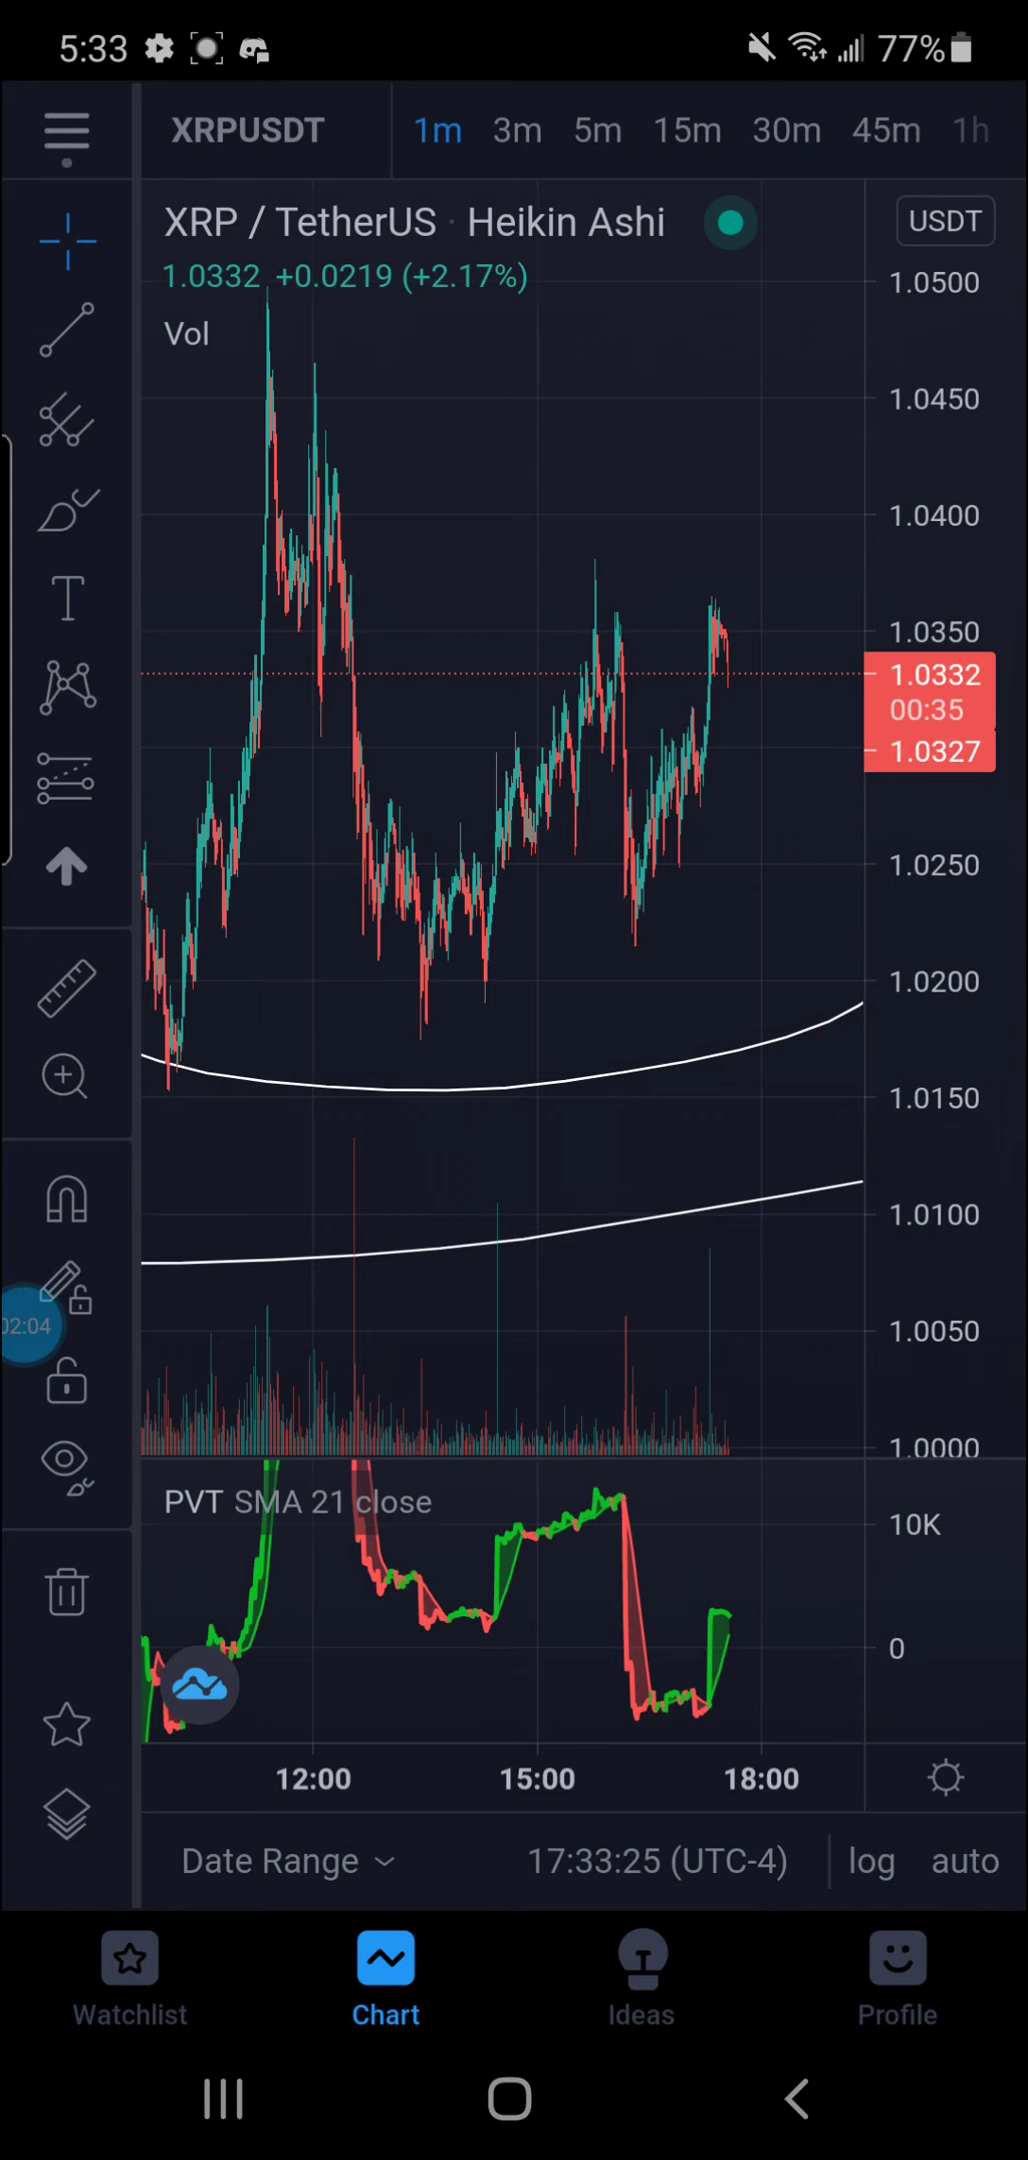 5:33 77%
XRPUSDT 1m 3m 5m 15m 30m 45m 1h
XRP / TetherUS · Heikin Ashi USDT
1.0332 +0.0219 (+2.17%)
Vol
1.0500
1.0450
1.0400
1.0350
1.0332
00:35
1.0327
1.0250
1.0200
1.0150
1.0100
1.0050
1.0000
02:04
PVT SMA 21 close
10K
0
12:00 15:00 18:00
Date Range 17:33:25 (UTC-4) log auto
Watchlist Chart Ideas Profile